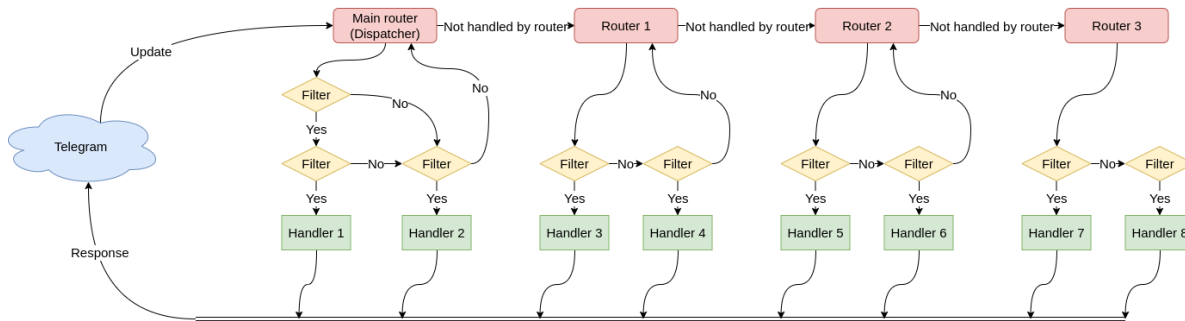 Main router
(Dispatcher)
Not handled by router
Router 1
Not handled by router
Router 2
Not handled by router
Router 3
Update
Filter
No
No
No
No
Yes
Telegram
Filter
No
Filter
Filter
No
Filter
Filter
No
Filter
Filter
No
Filter
Yes
Yes
Yes
Yes
Yes
Yes
Yes
Yes
Handler 1
Handler 2
Handler 3
Handler 4
Handler 5
Handler 6
Handler 7
Handler 8
Response